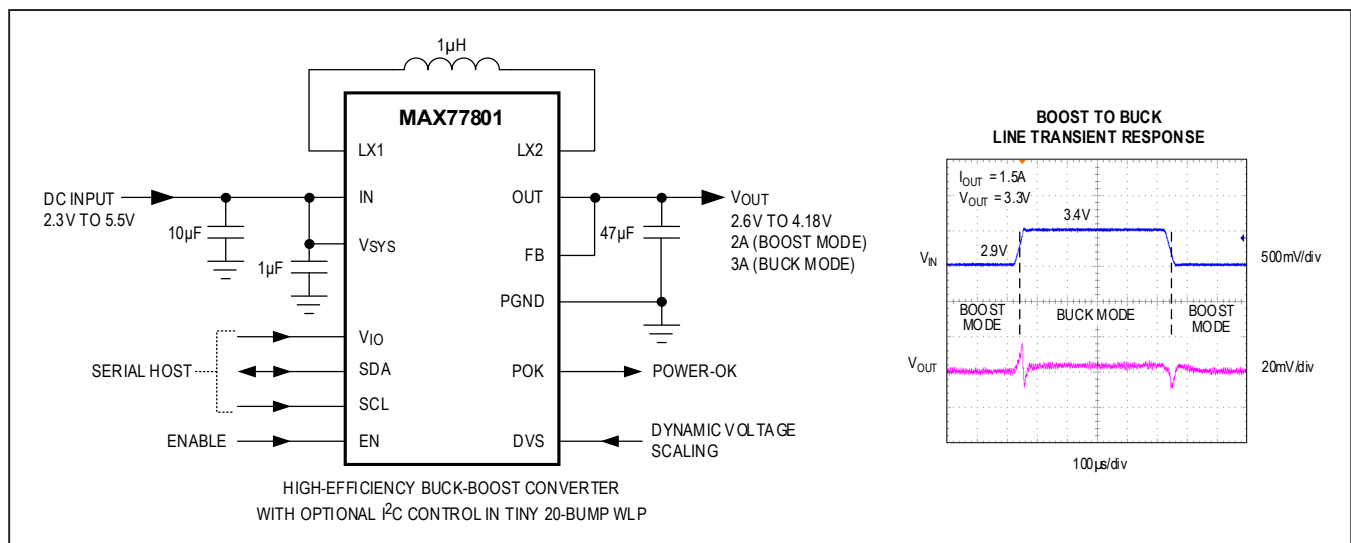 1µH
MAX77801
LX1
LX2
DC INPUT
2.3V TO 5.5V
IN
OUT
VOUT
2.6V TO 4.18V
2A (BOOST MODE)
3A (BUCK MODE)
10µF
VSYS
1µF
47µF
FB
PGND
SERIAL HOST
VIO
SDA
SCL
POK
POWER-OK
ENABLE
EN
DVS
DYNAMIC VOLTAGE
SCALING
HIGH-EFFICIENCY BUCK-BOOST CONVERTER
WITH OPTIONAL I2C CONTROL IN TINY 20-BUMP WLP
BOOST TO BUCK
LINE TRANSIENT RESPONSE
IOUT = 1.5A
VOUT = 3.3V
3.4V
2.9V
VIN
500mV/div
BOOST
MODE
BUCK MODE
BOOST
MODE
VOUT
20mV/div
100µs/div